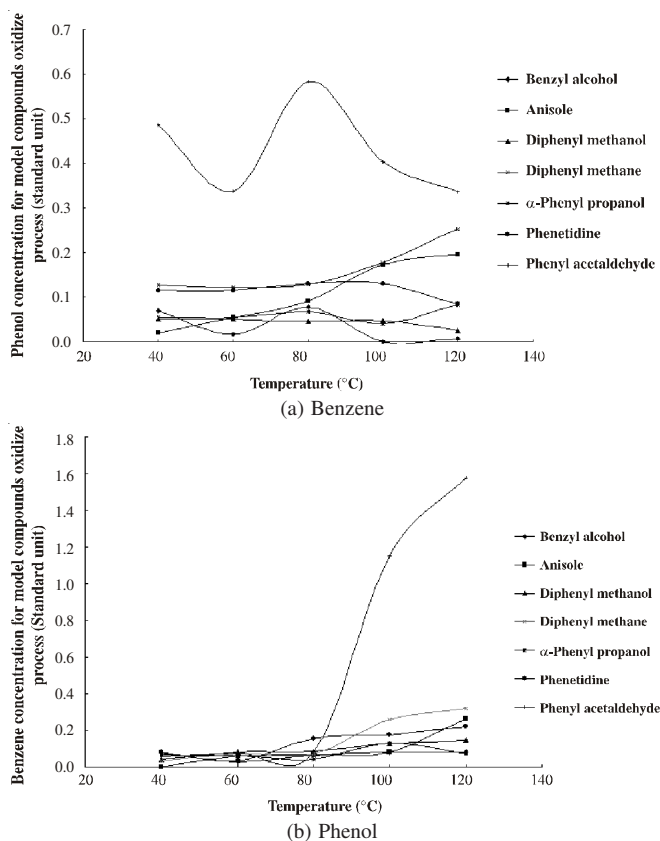 Phenol concentration for model compounds oxidize
process (standard unit)
0.7
0.6
0.5
0.4
0.3
0.2
0.1
0.0
20
40
60
80
100
120
140
Temperature (°C)
Benzyl alcohol
Anisole
Diphenyl methanol
Diphenyl methane
α-Phenyl propanol
Phenetidine
Phenyl acetaldehyde
(a) Benzene
Benzene concentration for model compounds oxidize
process (Standard unit)
1.8
1.6
1.4
1.2
1.0
0.8
0.6
0.4
0.2
0.0
20
40
60
80
100
120
140
Temperature (°C)
Benzyl alcohol
Anisole
Diphenyl methanol
Diphenyl methane
α-Phenyl propanol
Phenetidine
Phenyl acetaldehyde
(b) Phenol